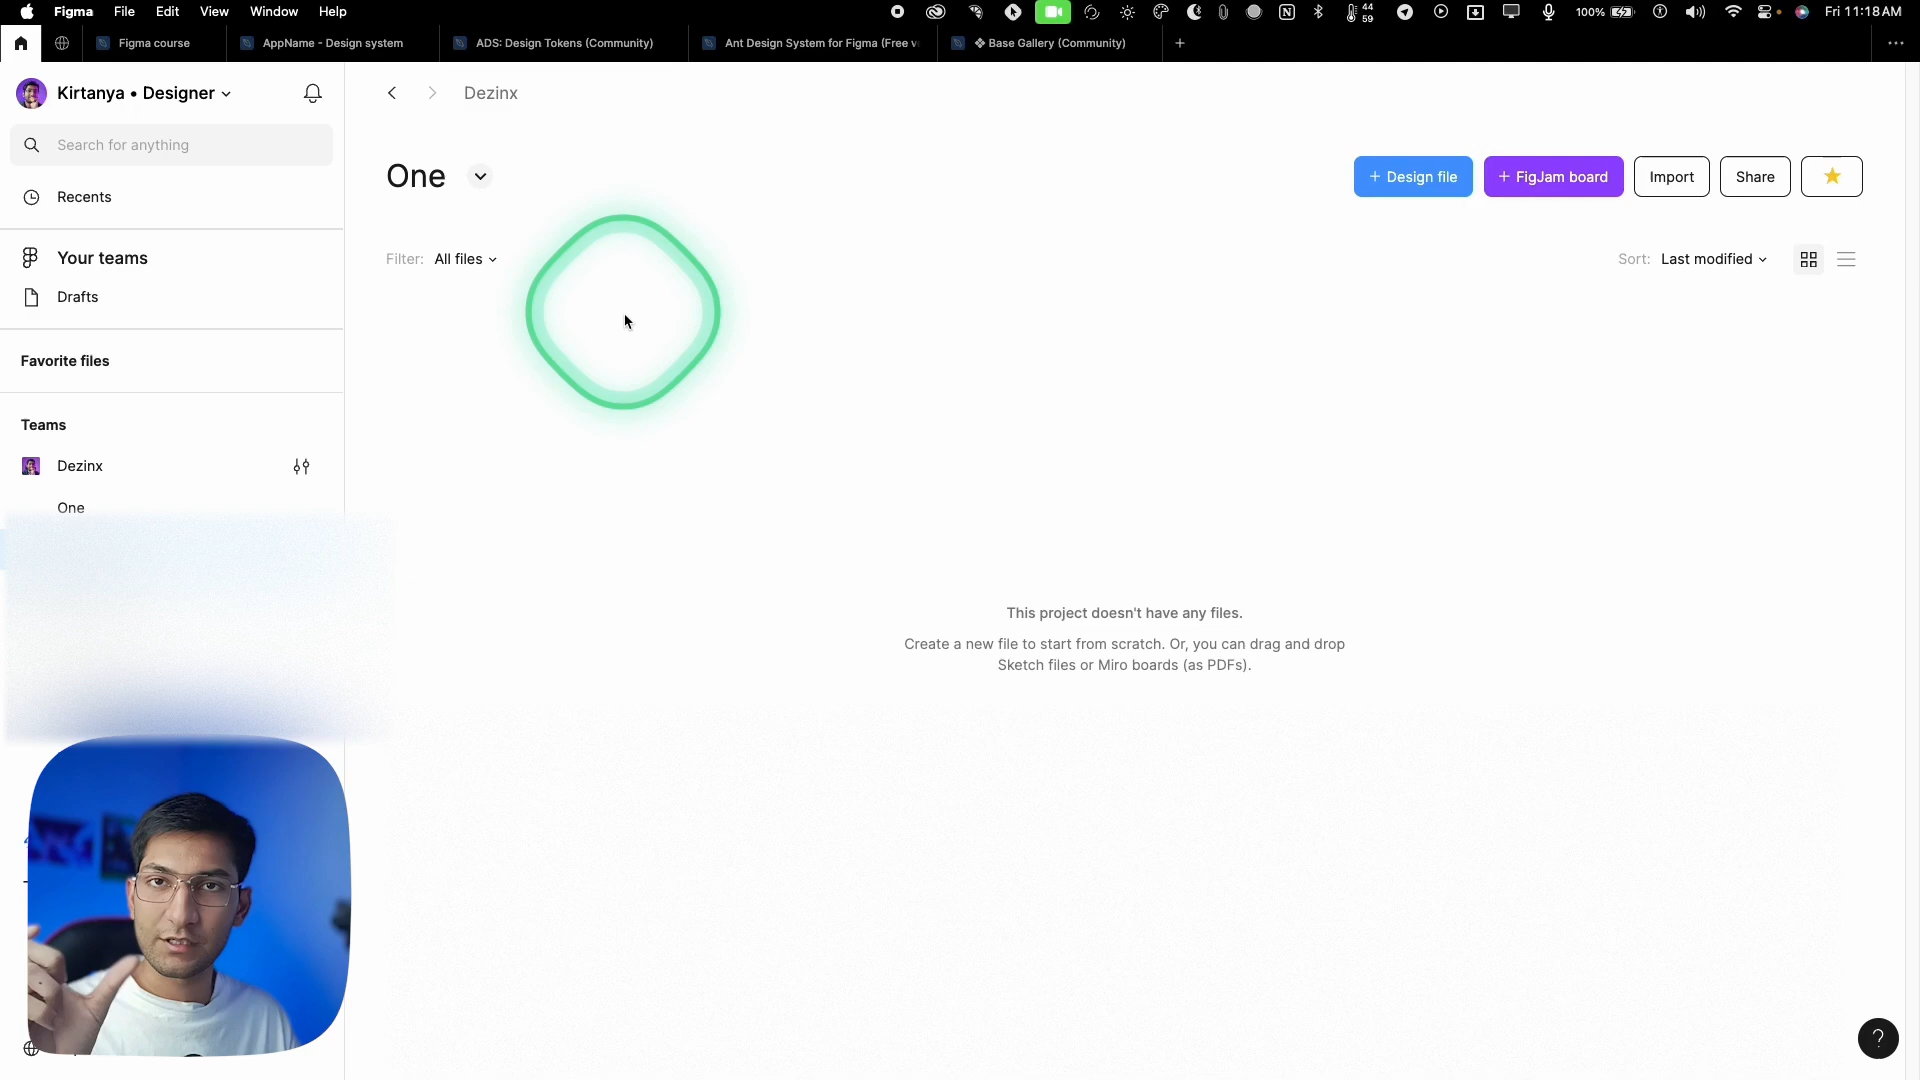 Figma File Edit View Window Help
44
59
100%
Fri 11:18 AM
Figma course
AppName - Design system
ADS: Design Tokens (Community)
Ant Design System for Figma (Free v
❖ Base Gallery (Community)
Kirtanya • Designer
Search for anything
Recents
Your teams
Drafts
Favorite files
Teams
Dezinx
One
Dezinx
One
+ Design file
+ FigJam board
Import
Share
Filter: All files
Sort: Last modified
This project doesn't have any files.
Create a new file to start from scratch. Or, you can drag and drop
Sketch files or Miro boards (as PDFs).
?